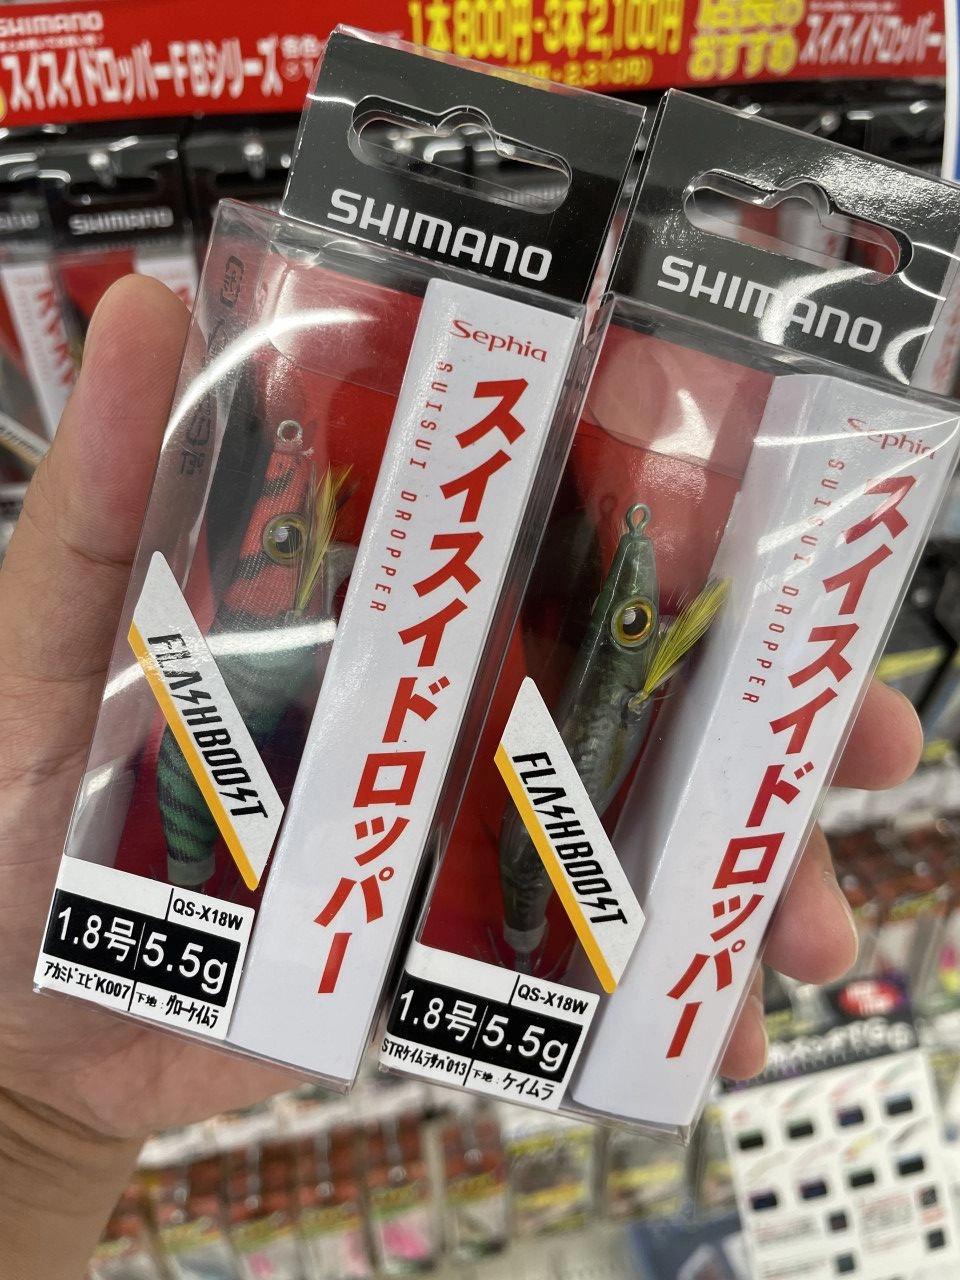 SHIMANO
スイスイドロッパーFBシリーズ
1本800円・3本2,100円
店長の
おすすめ
スイスイドロッパー
SHIMANO
SHIMANO
Sephia
スイスイドロッパー
SUISUI DROPPER
FLASHBOOST
QS-X18W
1.8号 5.5g
アカミドエビK007 下地:グローケイムラ
SHIMANO
Sephia
スイスイドロッパー
SUISUI DROPPER
FLASHBOOST
QS-X18W
1.8号 5.5g
STRケイムラサバ013 下地:ケイムラ